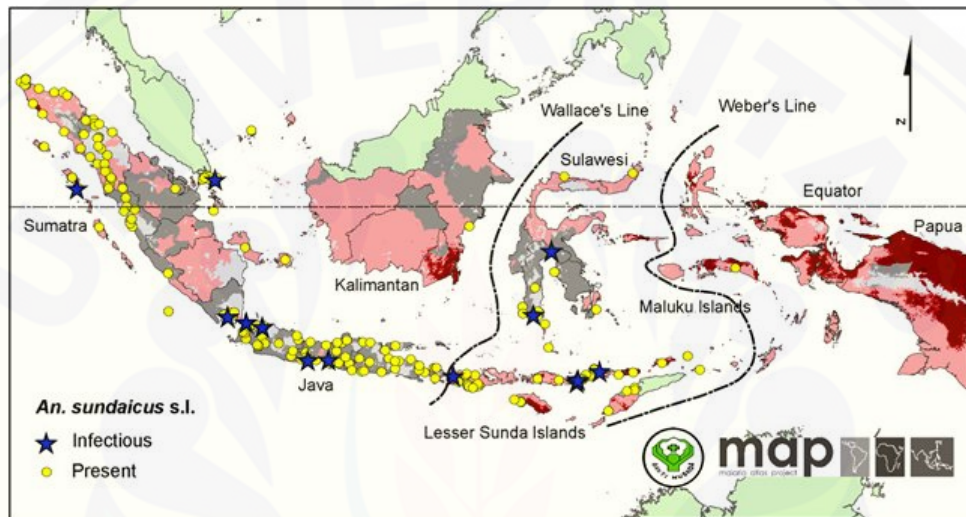 UNIVERSITA
Wallace's Line
Weber's Line
N
Sulawesi
Equator
Sumatra
Papua
Kalimantan
Maluku Islands
Java
Lesser Sunda Islands
An. sundaicus s.l.
Infectious
Present
map
malaria atlas project